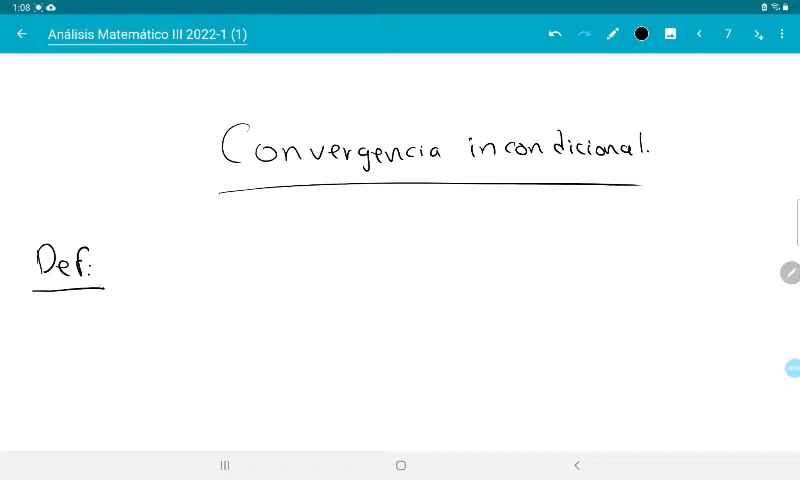 1:08
Análisis Matemático III 2022-1 (1)
7
Convergencia incondicional.
Def: